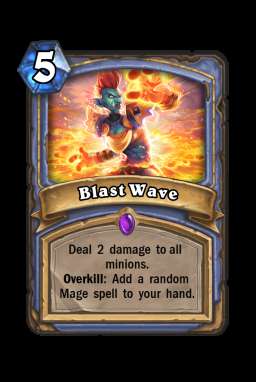 5
Blast Wave
Deal 2 damage to all
minions.
Overkill: Add a random
Mage spell to your hand.